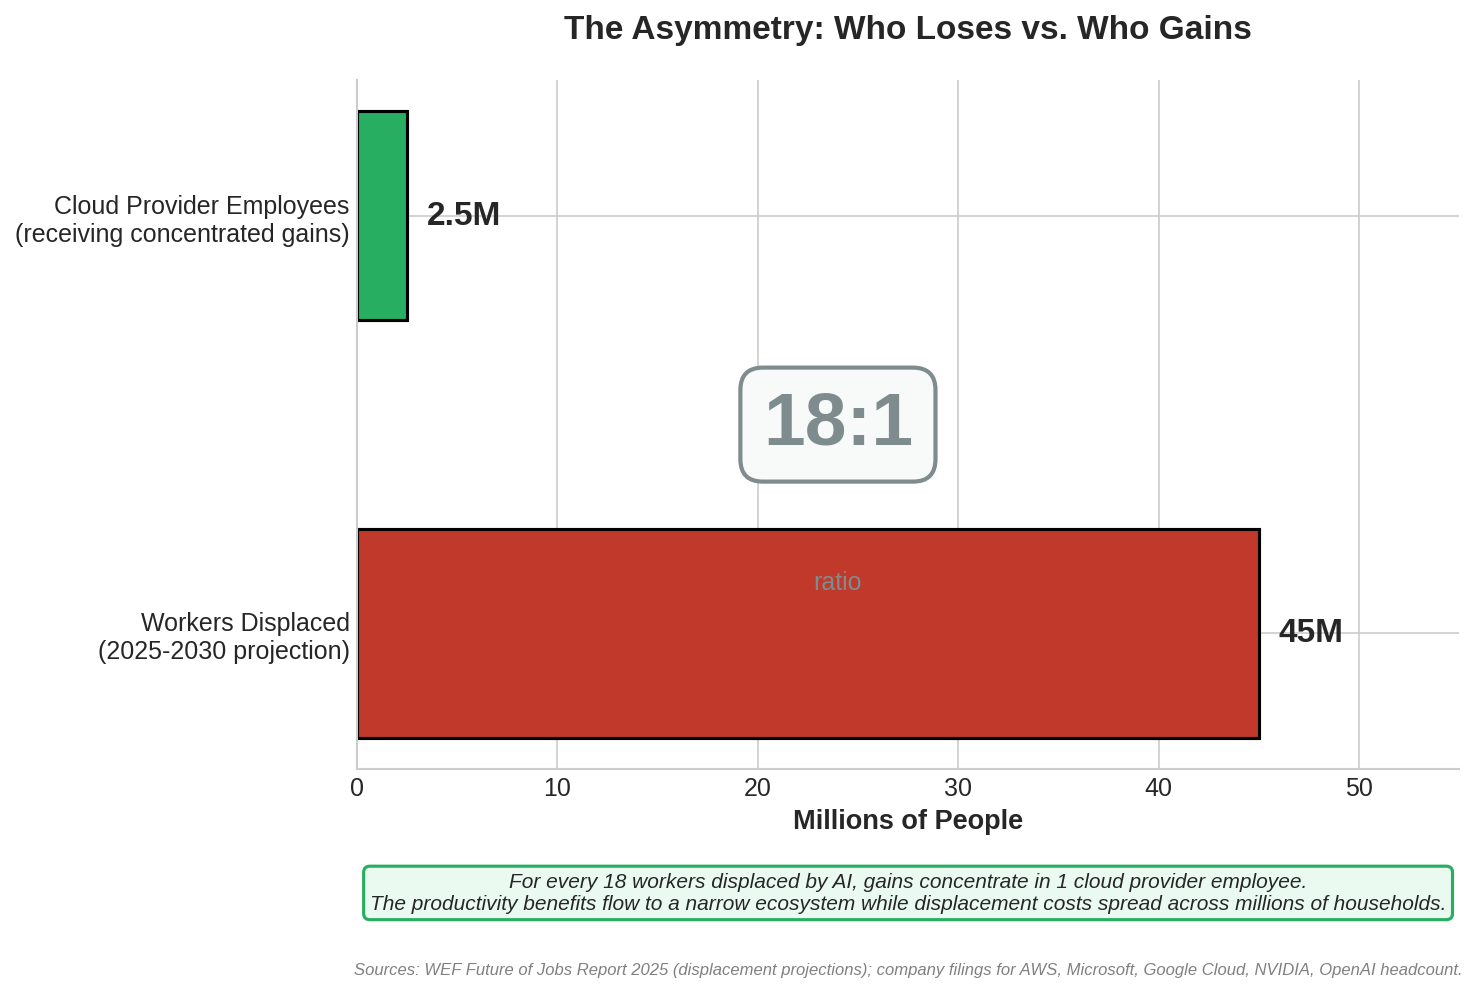 The Asymmetry: Who Loses vs. Who Gains
Cloud Provider Employees
(receiving concentrated gains)
2.5M
18:1
ratio
Workers Displaced
(2025-2030 projection)
45M
0 10 20 30 40 50
Millions of People
For every 18 workers displaced by AI, gains concentrate in 1 cloud provider employee.
The productivity benefits flow to a narrow ecosystem while displacement costs spread across millions of households.
Sources: WEF Future of Jobs Report 2025 (displacement projections); company filings for AWS, Microsoft, Google Cloud, NVIDIA, OpenAI headcount.